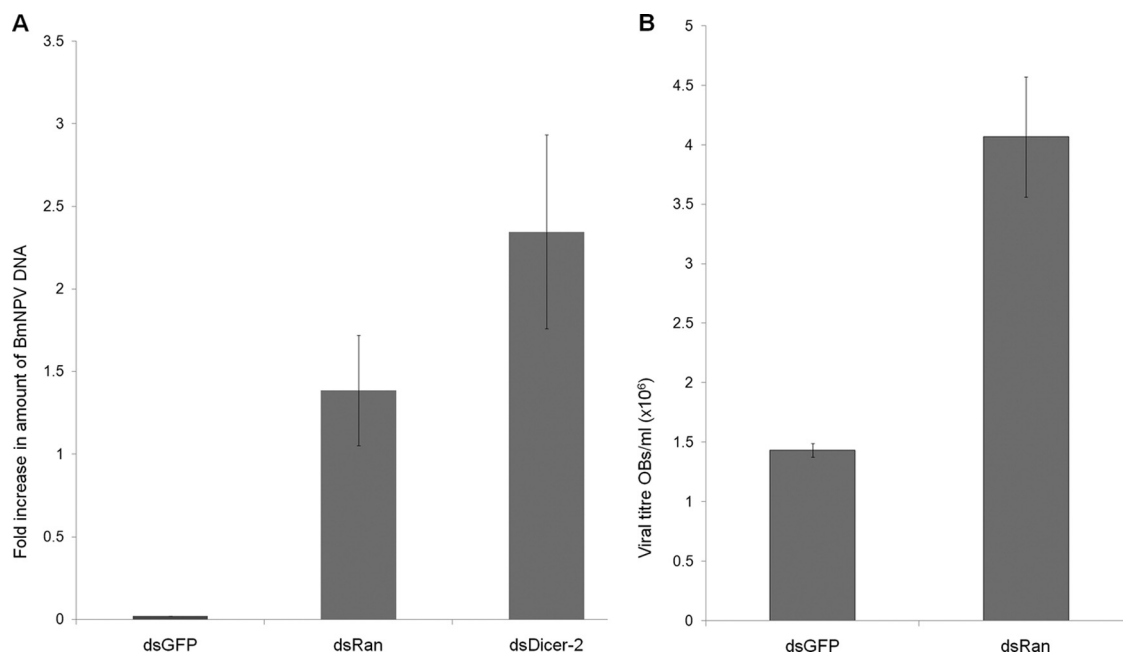 A
Fold increase in amount of BmNPV DNA
3.5
3
2.5
2
1.5
1
0.5
0
dsGFP
dsRan
dsDicer-2
B
Viral titre OBs/ml (x10⁶)
5
4.5
4
3.5
3
2.5
2
1.5
1
0.5
0
dsGFP
dsRan